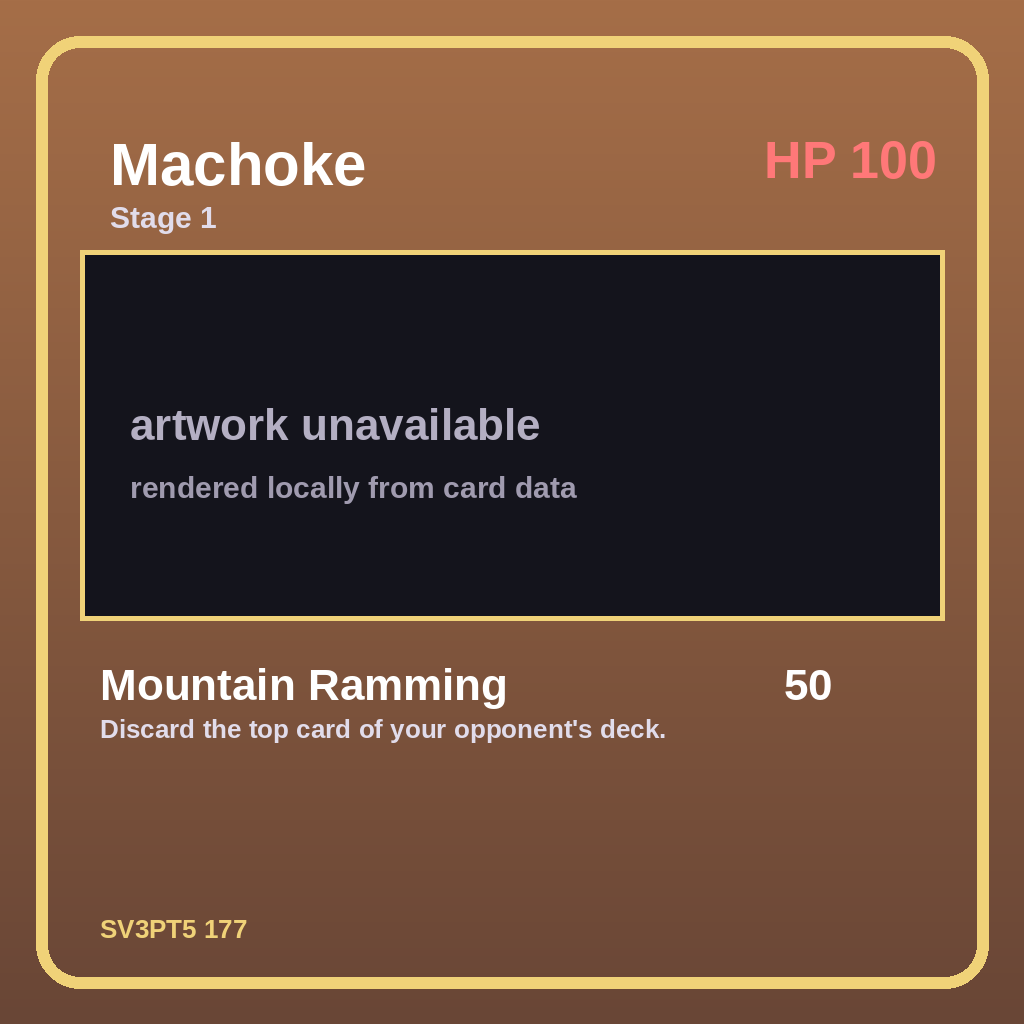 Machoke
HP 100
Stage 1
artwork unavailable
rendered locally from card data
Mountain Ramming
50
Discard the top card of your opponent's deck.
SV3PT5 177